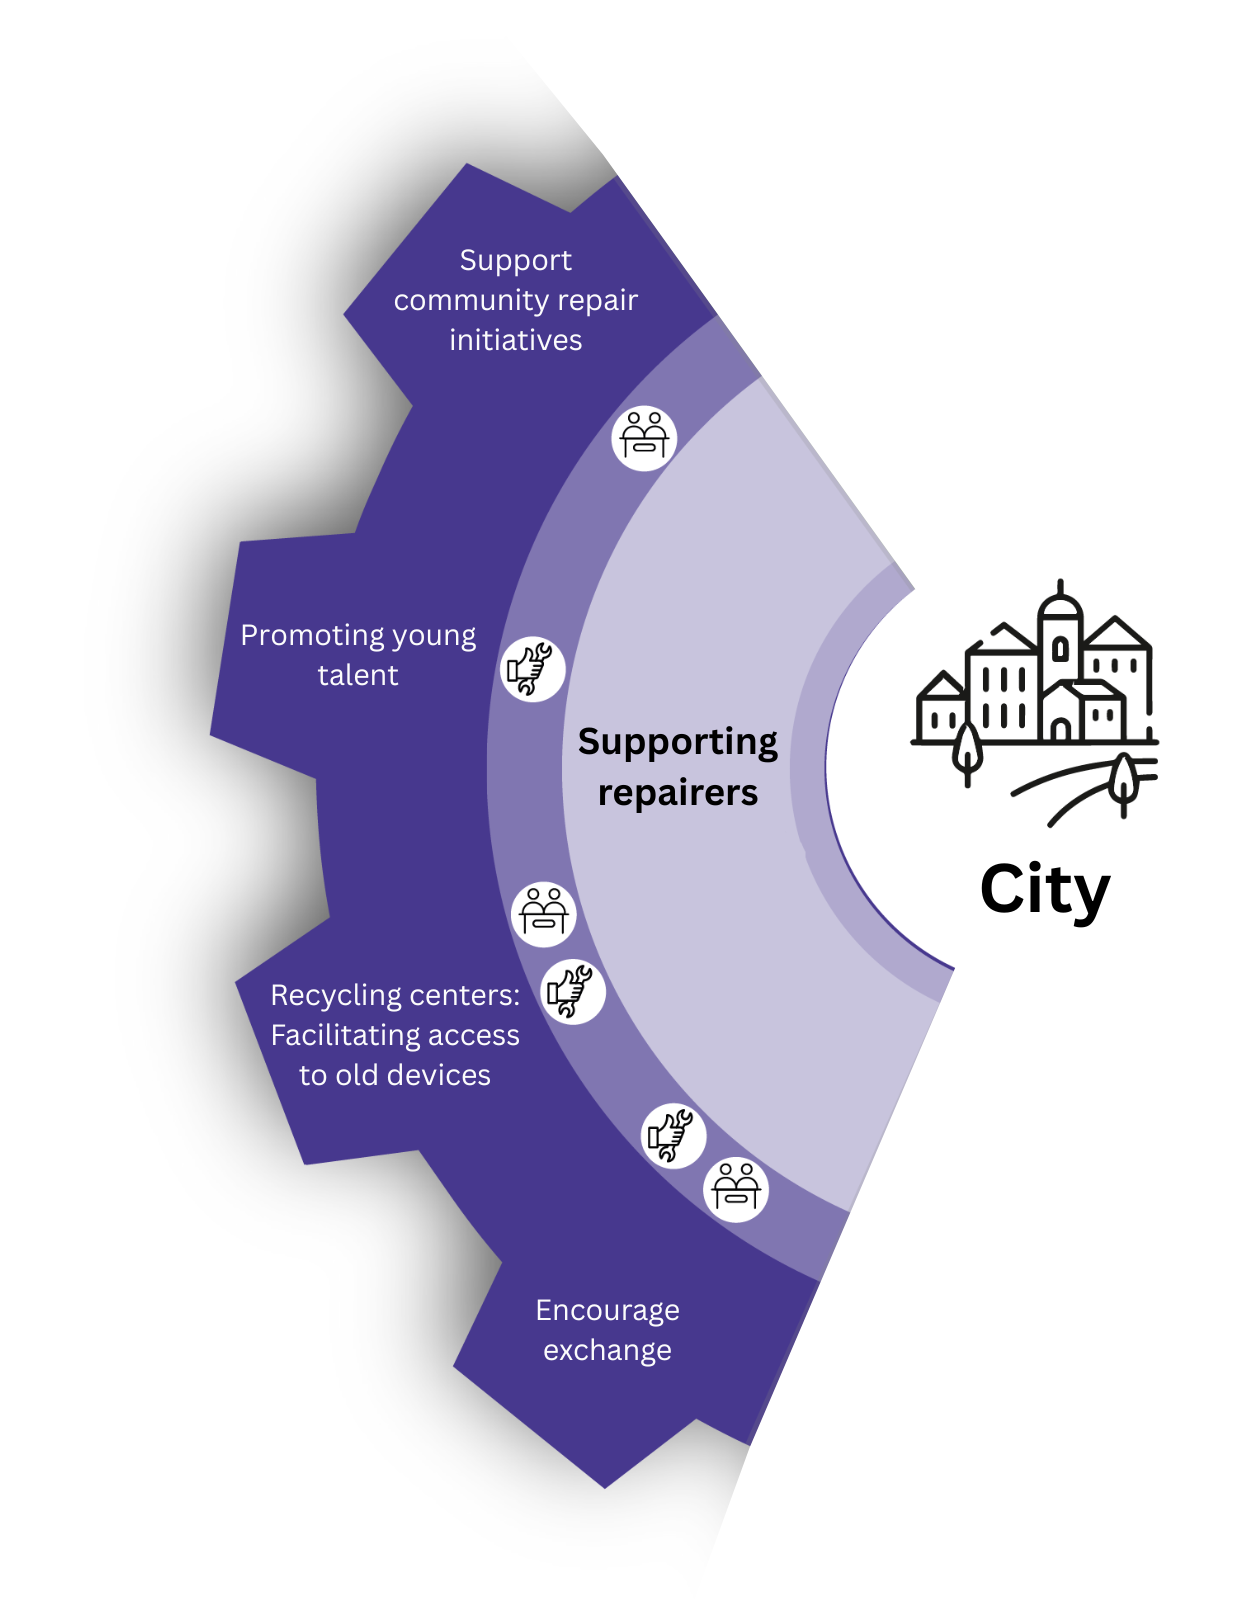 Support
community repair
initiatives
Promoting young
talent
Supporting
repairers
City
Recycling centers:
Facilitating access
to old devices
Encourage
exchange